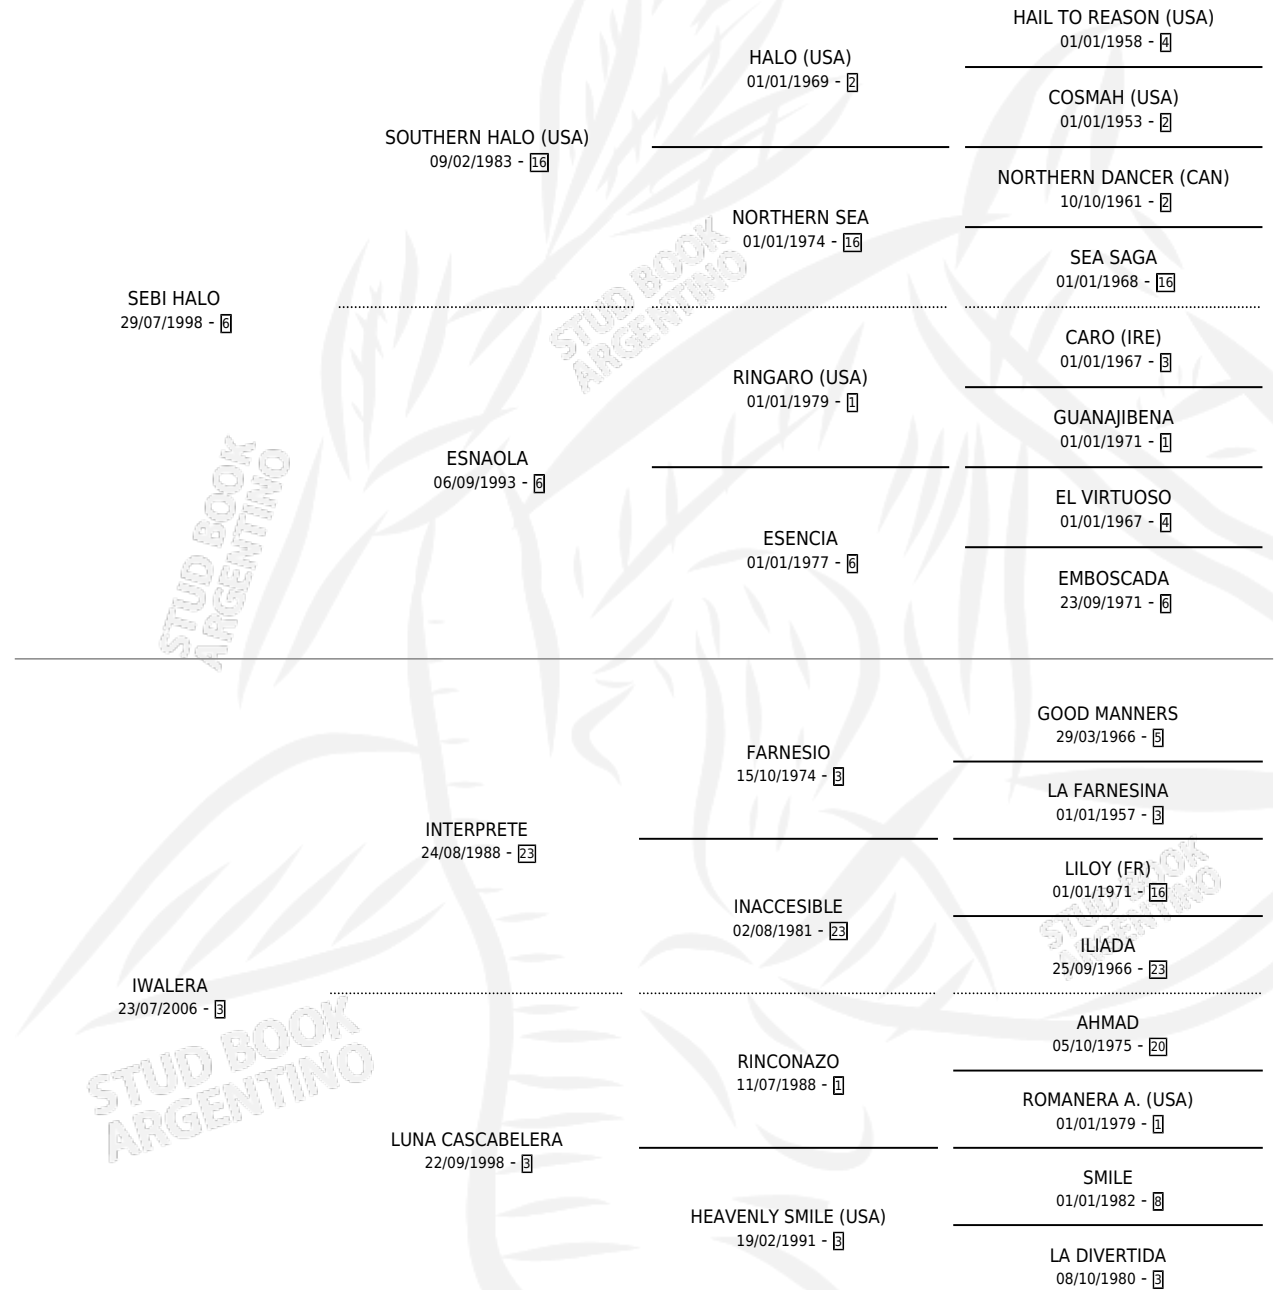 HAIL TO REASON (USA)
01/01/1958 - 4
HALO (USA)
01/01/1969 - 2
COSMAH (USA)
01/01/1953 - 2
SOUTHERN HALO (USA)
09/02/1983 - 16
NORTHERN DANCER (CAN)
10/10/1961 - 2
NORTHERN SEA
01/01/1974 - 16
SEA SAGA
01/01/1968 - 16
SEBI HALO
29/07/1998 - 6
CARO (IRE)
01/01/1967 - 3
RINGARO (USA)
01/01/1979 - 1
GUANAJIBENA
01/01/1971 - 1
ESNAOLA
06/09/1993 - 6
EL VIRTUOSO
01/01/1967 - 4
ESENCIA
01/01/1977 - 6
EMBOSCADA
23/09/1971 - 6
GOOD MANNERS
29/03/1966 - 5
FARNESIO
15/10/1974 - 3
LA FARNESINA
01/01/1957 - 3
INTERPRETE
24/08/1988 - 23
LILOY (FR)
01/01/1971 - 16
INACCESIBLE
02/08/1981 - 23
ILIADA
25/09/1966 - 23
IWALERA
23/07/2006 - 3
AHMAD
05/10/1975 - 20
RINCONAZO
11/07/1988 - 1
ROMANERA A. (USA)
01/01/1979 - 1
LUNA CASCABELERA
22/09/1998 - 3
SMILE
01/01/1982 - 8
HEAVENLY SMILE (USA)
19/02/1991 - 3
LA DIVERTIDA
08/10/1980 - 3
STUD BOOK
ARGENTINO
STUD BOOK
ARGENTINO
STUD BOOK
ARGENTINO
STUD BOOK
ARGENTINO